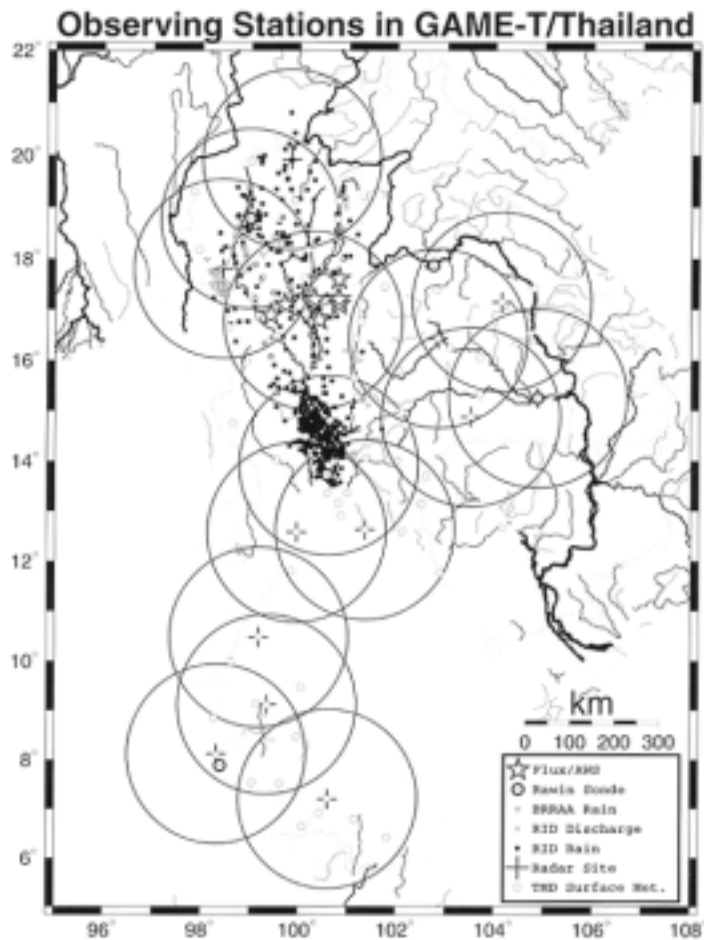 Observing Stations in GAME-T/Thailand
22°
20°
18°
16°
14°
12°
10°
8°
6°
km
0 100 200 300
Flux/AWS
Rawin Sonde
BRRAA Rain
RID Discharge
RID Rain
Radar Site
TMD Surface Met.
96° 98° 100° 102° 104° 106° 108°